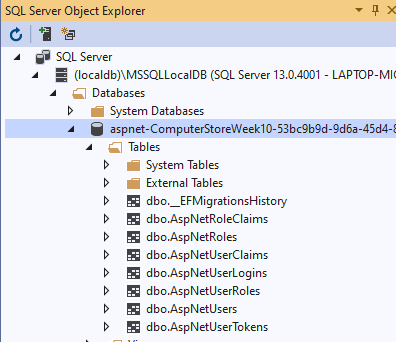 SQL Server Object Explorer
SQL Server
(localdb)\MSSQLLocalDB (SQL Server 13.0.4001 - LAPTOP-MI
Databases
System Databases
aspnet-ComputerStoreWeek10-53bc9b9d-9d6a-45d4-8
Tables
System Tables
External Tables
dbo.__EFMigrationsHistory
dbo.AspNetRoleClaims
dbo.AspNetRoles
dbo.AspNetUserClaims
dbo.AspNetUserLogins
dbo.AspNetUserRoles
dbo.AspNetUsers
dbo.AspNetUserTokens